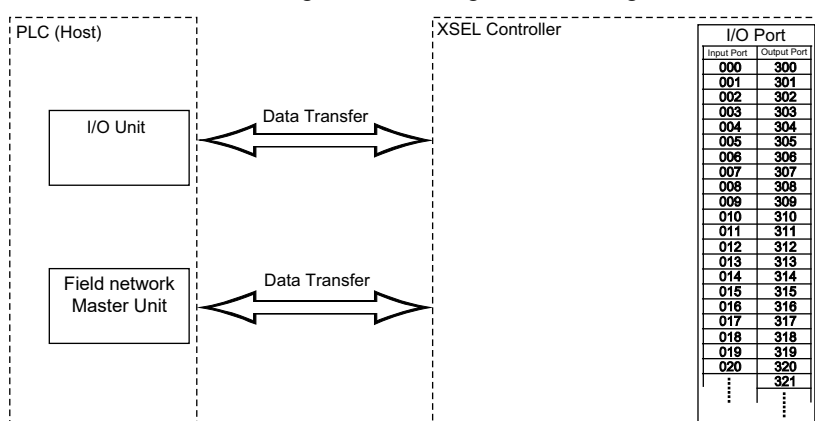 PLC (Host)
XSEL Controller
I/O Unit
Data Transfer
Field network
Master Unit
Data Transfer
I/O Port
Input Port Output Port
000 300
001 301
002 302
003 303
004 304
005 305
006 306
007 307
008 308
009 309
010 310
011 311
012 312
013 313
014 314
015 315
016 316
017 317
018 318
019 319
020 320
321